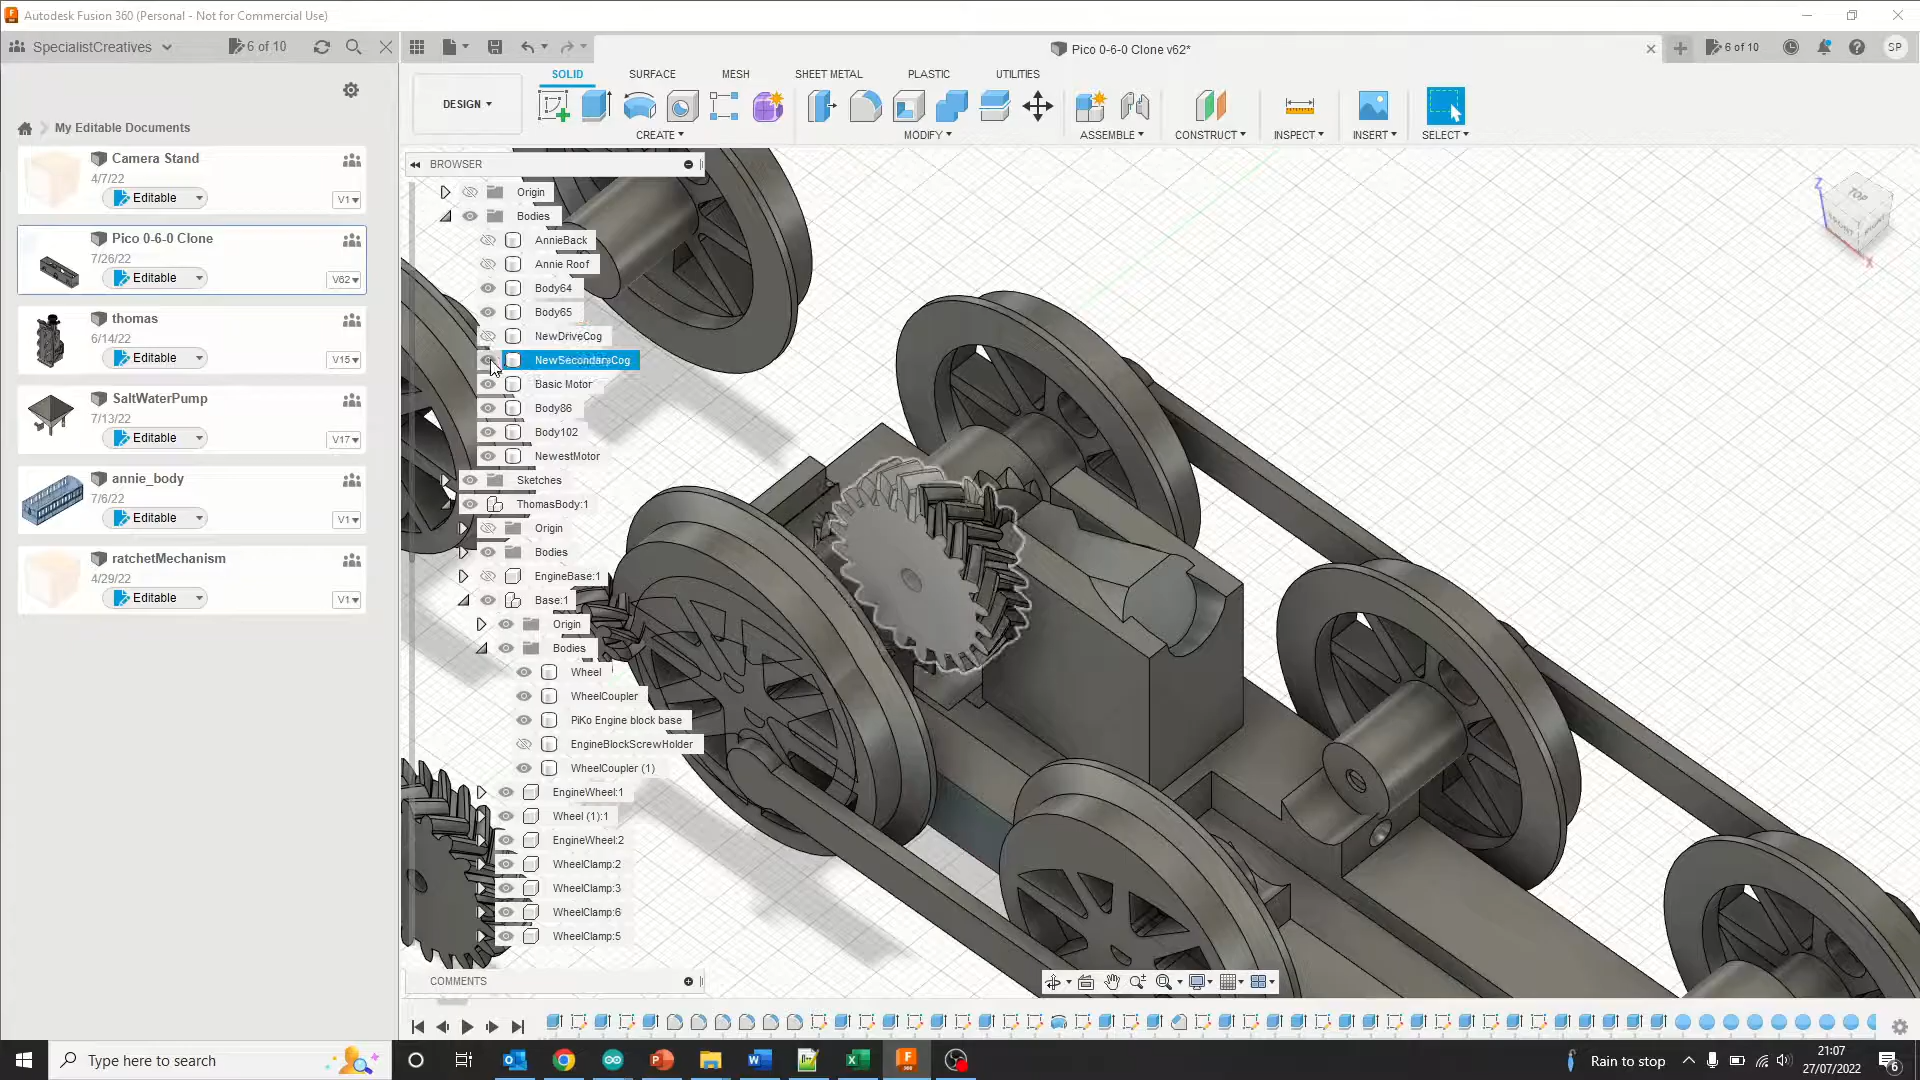 Autodesk Fusion 360 (Personal - Not for Commercial Use)
SpecialistCreatives
6 of 10
Pico 0-6-0 Clone v62*
6 of 10
SP
DESIGN
SOLID
SURFACE
MESH
SHEET METAL
PLASTIC
UTILITIES
CREATE
MODIFY
ASSEMBLE
CONSTRUCT
INSPECT
INSERT
SELECT
My Editable Documents
Camera Stand
4/7/22
Editable
V1
Pico 0-6-0 Clone
7/26/22
Editable
V62
thomas
6/14/22
Editable
V15
SaltWaterPump
7/13/22
Editable
V17
annie_body
7/6/22
Editable
V1
ratchetMechanism
4/29/22
Editable
V1
BROWSER
Origin
Bodies
AnnieBack
Annie Roof
Body64
Body65
NewDriveCog
NewSecondaryCog
Basic Motor
Body86
Body102
NewestMotor
Sketches
ThomasBody:1
Origin
Bodies
EngineBase:1
Base:1
Origin
Bodies
Wheel
WheelCoupler
PiKo Engine block base
EngineBlockScrewHolder
WheelCoupler (1)
EngineWheel:1
Wheel (1):1
EngineWheel:2
WheelClamp:2
WheelClamp:3
WheelClamp:6
WheelClamp:5
COMMENTS
Z
TOP
FRONT
X
Type here to search
Rain to stop
21:07
27/07/2022
6